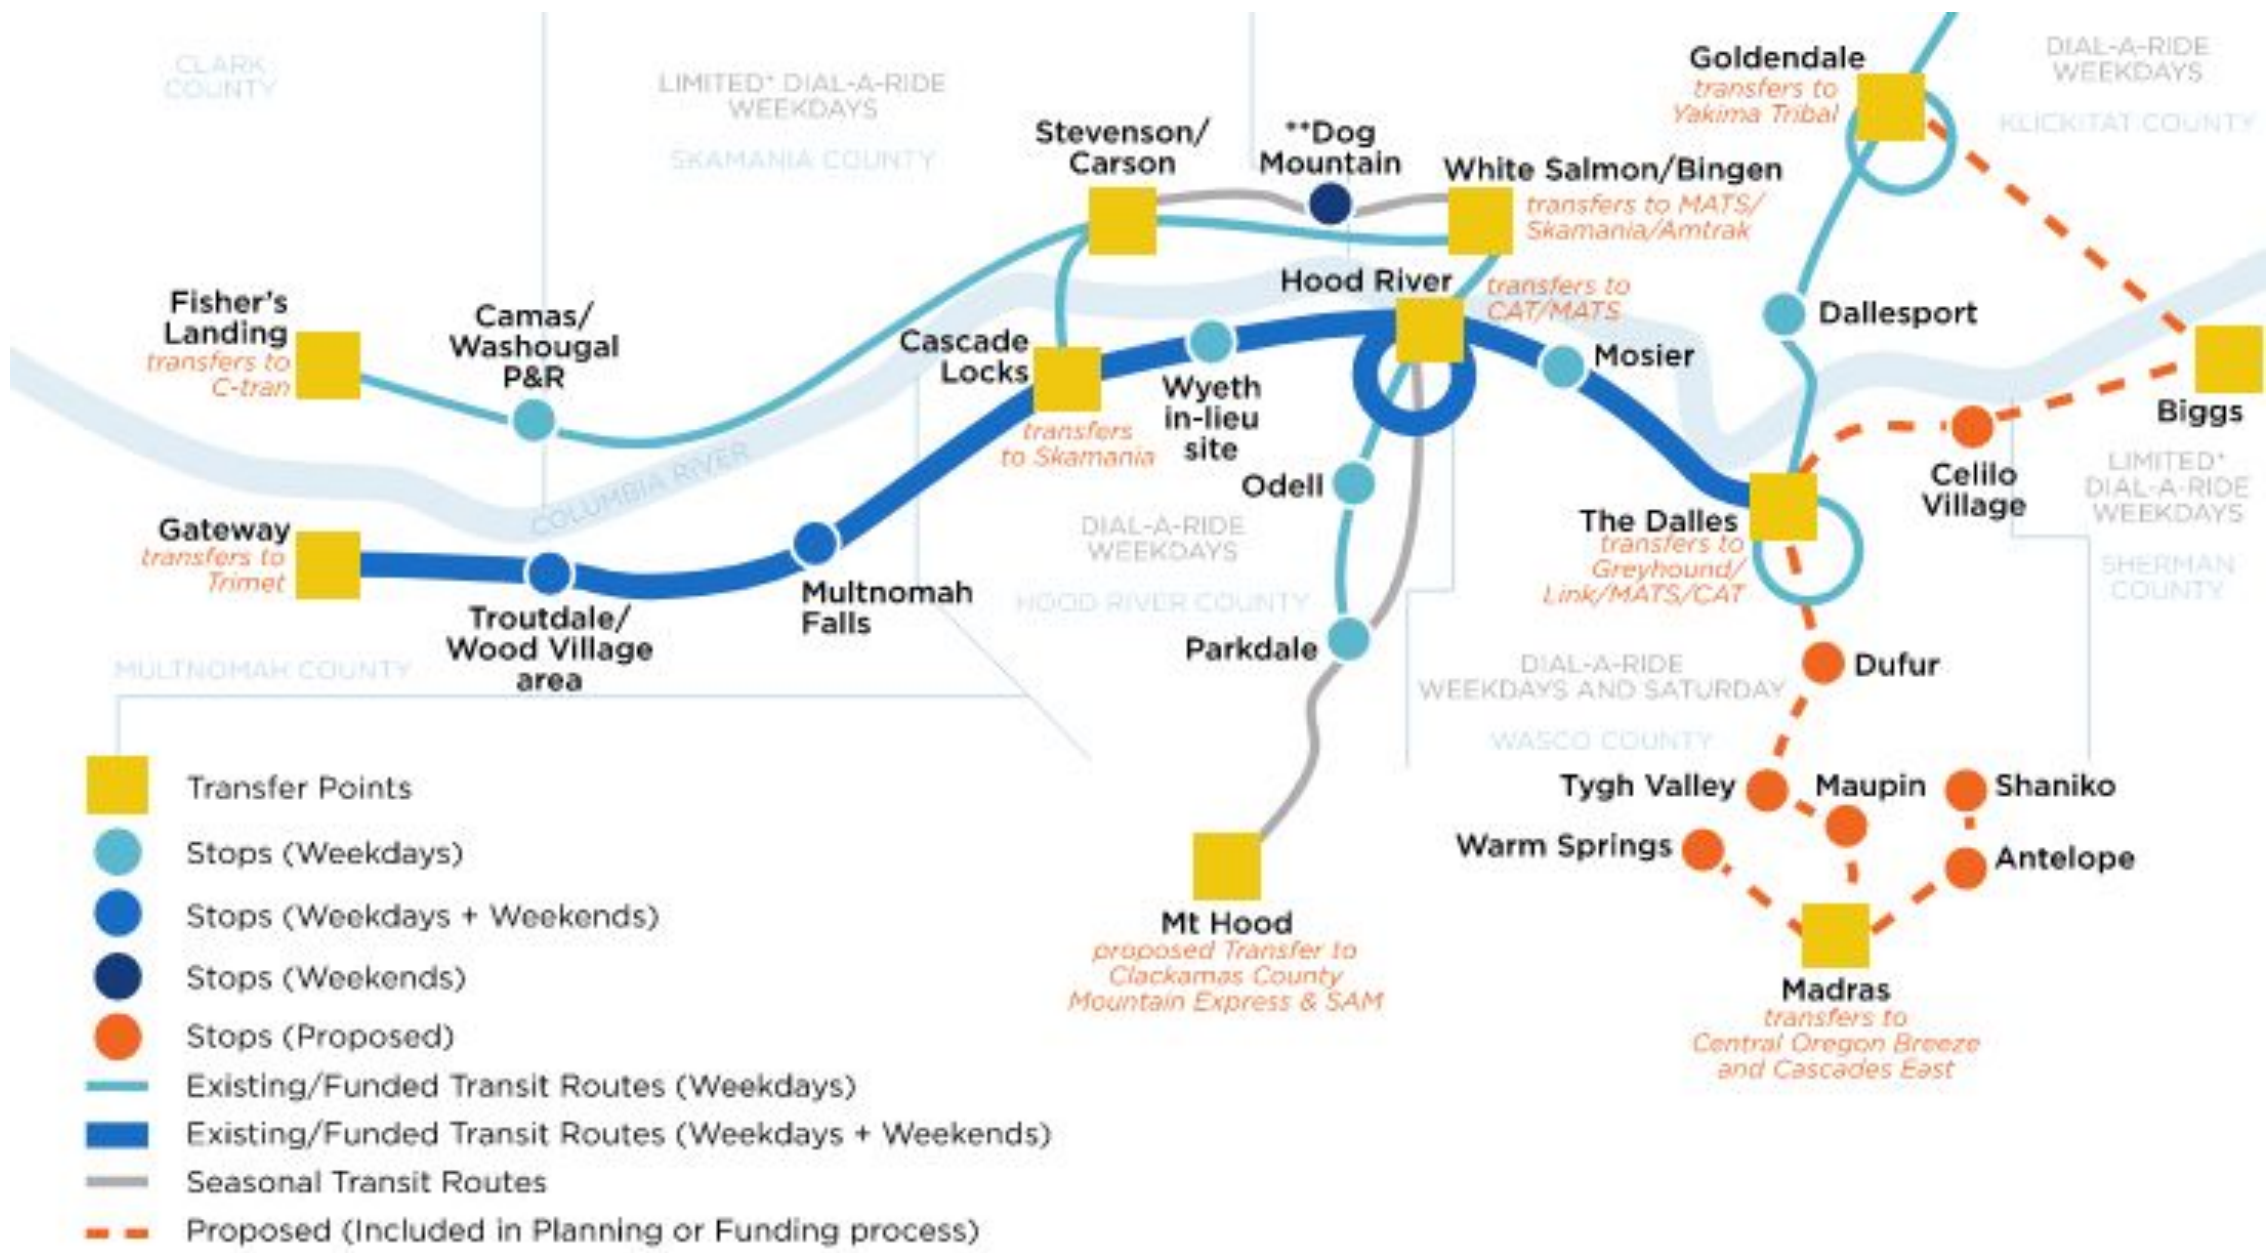 CLARK
COUNTY
LIMITED* DIAL-A-RIDE
WEEKDAYS
SKAMANIA COUNTY
Stevenson/
Carson
**Dog
Mountain
White Salmon/Bingen
transfers to MATS/
Skamania/Amtrak
Goldendale
transfers to
Yakima Tribal
DIAL-A-RIDE
WEEKDAYS
KLICKITAT COUNTY
Fisher's
Landing
transfers to
C-tran
Camas/
Washougal
P&R
Cascade
Locks
transfers
to Skamania
Wyeth
in-lieu
site
Hood River
transfers to
CAT/MATS
Mosier
Dallesport
Biggs
LIMITED*
DIAL-A-RIDE
WEEKDAYS
SHERMAN
COUNTY
Celilo
Village
The Dalles
transfers to
Greyhound/
Link/MATS/CAT
COLUMBIA RIVER
Gateway
transfers to
Trimet
Troutdale/
Wood Village
area
Multnomah
Falls
MULTNOMAH COUNTY
DIAL-A-RIDE
WEEKDAYS
HOOD RIVER COUNTY
Odell
Parkdale
DIAL-A-RIDE
WEEKDAYS AND SATURDAY
WASCO COUNTY
Dufur
Tygh Valley
Maupin
Shaniko
Warm Springs
Antelope
Mt Hood
proposed Transfer to
Clackamas County
Mountain Express & SAM
Madras
transfers to
Central Oregon Breeze
and Cascades East
Transfer Points
Stops (Weekdays)
Stops (Weekdays + Weekends)
Stops (Weekends)
Stops (Proposed)
Existing/Funded Transit Routes (Weekdays)
Existing/Funded Transit Routes (Weekdays + Weekends)
Seasonal Transit Routes
Proposed (Included in Planning or Funding process)